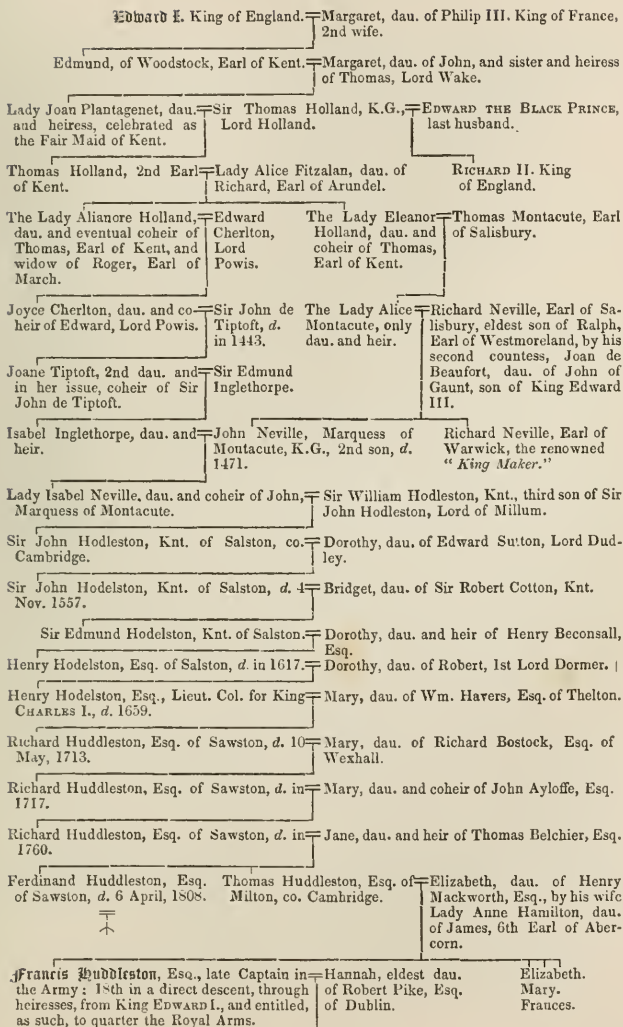 Edward I. King of England. Margaret, dau. of Philip III. King of France,
2nd wife.
Edmund, of Woodstock, Earl of Kent. Margaret, dau. of John, and sister and heiress
of Thomas, Lord Wake.
Lady Joan Plantagenet, dau. Sir Thomas Holland, K.G., EDWARD THE BLACK PRINCE,
and heiress, celebrated as Lord Holland. last husband.
the Fair Maid of Kent.
Thomas Holland, 2nd Earl Lady Alice Fitzalan, dau. of RICHARD II. King
of Kent. Richard, Earl of Arundel. of England.
The Lady Alianore Holland, Edward The Lady Eleanor Thomas Montacute, Earl
dau. and eventual coheir of Cherlton, Holland, dau. and of Salisbury.
Thomas, Earl of Kent, and Lord coheir of Thomas,
widow of Roger, Earl of Powis. Earl of Kent.
March.
Joyce Cherlton, dau. and co- Sir John de The Lady Alice Richard Neville, Earl of Sa-
heir of Edward, Lord Powis. Tiptoft, d. Montacute, only lisbury, eldest son of Ralph,
in 1443. dau. and heir. Earl of Westmoreland, by his
second countess, Joan de
Joane Tiptoft, 2nd dau. and Sir Edmund Beaufort, dau. of John of
in her issue, coheir of Sir Inglethorpe. Gaunt, son of King Edward
John de Tiptoft. III.
Isabel Inglethorpe, dau. and John Neville, Marquess of Richard Neville, Earl of
heir. Montacute, K.G., 2nd son, d. Warwick, the renowned
1471. "King Maker."
Lady Isabel Neville. dau. and coheir of John, Sir William Hodleston, Knt., third son of Sir
Marquess of Montacute. John Hodleston, Lord of Millum.
Sir John Hodleston, Knt. of Salston, co. Dorothy, dau. of Edward Sutton, Lord Dud-
Cambridge. ley.
Sir John Hodelston, Knt. of Salston, d. 4 Bridget, dau. of Sir Robert Cotton, Knt.
Nov. 1557.
Sir Edmund Hodelston, Knt. of Salston. Dorothy, dau. and heir of Henry Beconsall,
Esq.
Henry Hodelston, Esq. of Salston, d. in 1617. Dorothy, dau. of Robert, 1st Lord Dormer.
Henry Hodelston, Esq., Lieut. Col. for King Mary, dau. of Wm. Havers, Esq. of Thelton.
CHARLES I., d. 1659.
Richard Huddleston, Esq. of Sawston, d. 10 Mary, dau. of Richard Bostock, Esq. of
May, 1713. Wexhall.
Richard Huddleston, Esq. of Sawston, d. in Mary, dau. and coheir of John Ayloffe, Esq.
1717.
Richard Huddleston, Esq. of Sawston, d. in Jane, dau. and heir of Thomas Belchier, Esq.
1760.
Ferdinand Huddleston, Esq. Thomas Huddleston, Esq. of Elizabeth, dau. of Henry
of Sawston, d. 6 April, 1808. Milton, co. Cambridge. Mackworth, Esq., by his wife
Lady Anne Hamilton, dau.
of James, 6th Earl of Aber-
corn.
Francis Huddleston, Esq., late Captain in Hannah, eldest dau. Elizabeth.
the Army: 18th in a direct descent, through of Robert Pike, Esq. Mary.
heiresses, from King EDWARD I., and entitled, of Dublin. Frances.
as such, to quarter the Royal Arms.